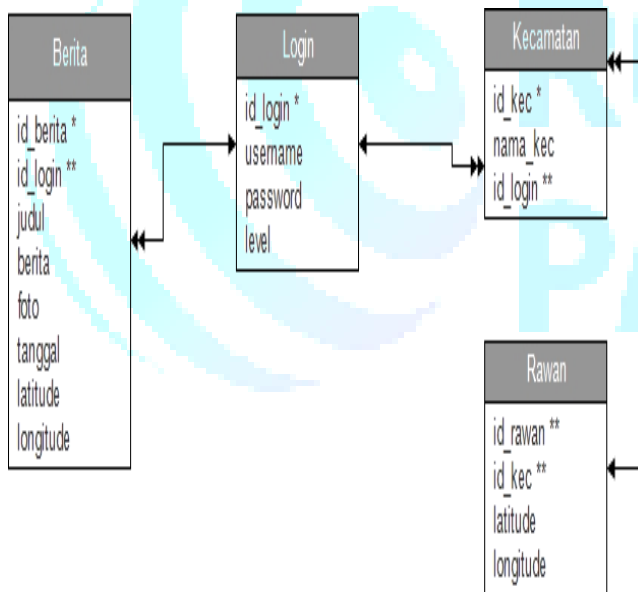 Berita
id_berita *
id_login **
judul
berita
foto
tanggal
latitude
longitude
Login
id_login *
username
password
level
Kecamatan
id_kec *
nama_kec
id_login **
Rawan
id_rawan **
id_kec **
latitude
longitude